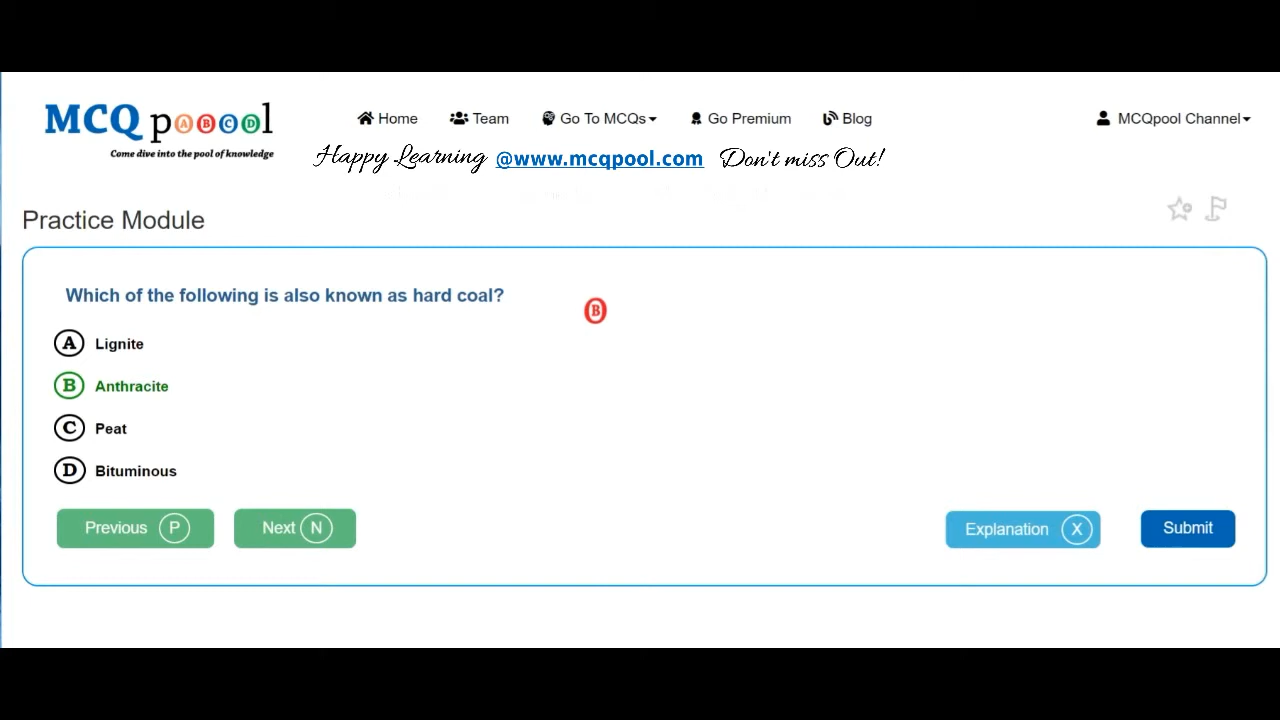 MCQ pooool
Come dive into the pool of knowledge
Home Team Go To MCQs Go Premium Blog MCQpool Channel
Happy Learning @www.mcqpool.com Don't miss Out!
Practice Module
Which of the following is also known as hard coal?
B
A Lignite
B Anthracite
C Peat
D Bituminous
Previous P Next N Explanation X Submit